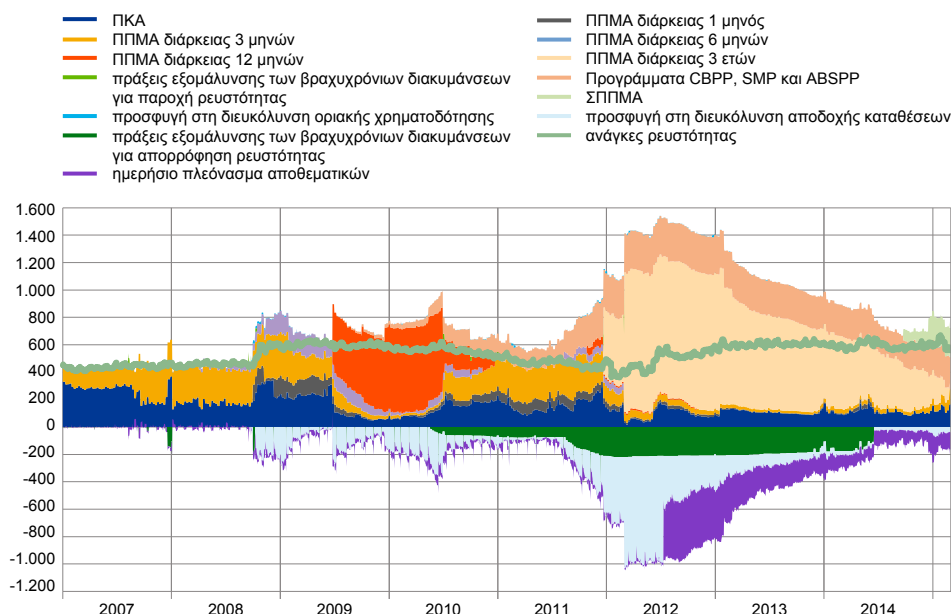 ΠΚΑ
ΠΠΜΑ διάρκειας 3 μηνών
ΠΠΜΑ διάρκειας 12 μηνών
πράξεις εξομάλυνσης των βραχυχρόνιων διακυμάνσεων
για παροχή ρευστότητας
προσφυγή στη διευκόλυνση οριακής χρηματοδότησης
πράξεις εξομάλυνσης των βραχυχρόνιων διακυμάνσεων
για απορρόφηση ρευστότητας
ημερήσιο πλεόνασμα αποθεματικών
ΠΠΜΑ διάρκειας 1 μηνός
ΠΠΜΑ διάρκειας 6 μηνών
ΠΠΜΑ διάρκειας 3 ετών
Προγράμματα CBPP, SMP και ABSPP
ΣΠΠΜΑ
προσφυγή στη διευκόλυνση αποδοχής καταθέσεων
ανάγκες ρευστότητας
1.600
1.400
1.200
1.000
800
600
400
200
0
-200
-400
-600
-800
-1.000
-1.200
2007 2008 2009 2010 2011 2012 2013 2014